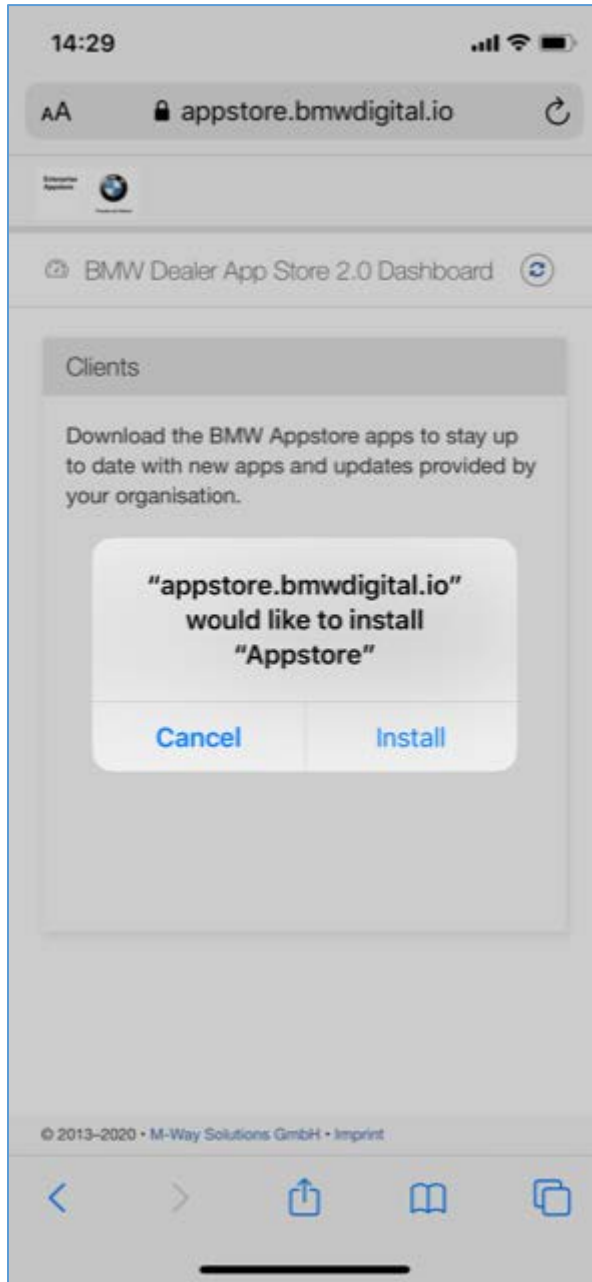 14:29
AA appstore.bmwdigital.io
Enterprise
Appstore
BMW Dealer App Store 2.0 Dashboard
Clients
Download the BMW Appstore apps to stay up
to date with new apps and updates provided by
your organisation.
“appstore.bmwdigital.io”
would like to install
“Appstore”
Cancel Install
© 2013–2020 • M-Way Solutions GmbH • Imprint